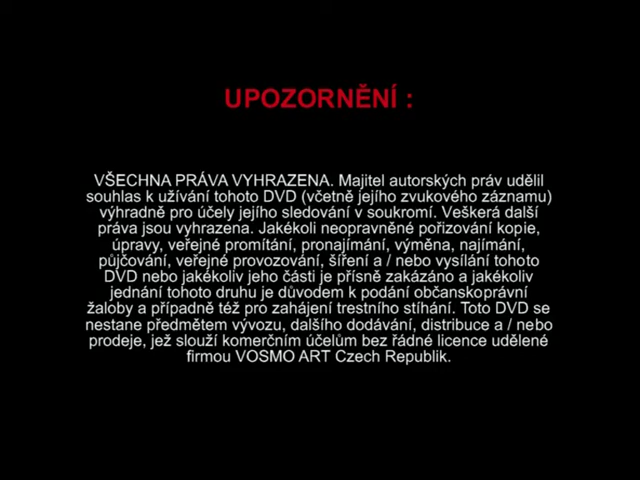 UPOZORNĚNÍ :
VŠECHNA PRÁVA VYHRAZENA. Majitel autorských práv udělil
souhlas k užívání tohoto DVD (včetně jejího zvukového záznamu)
výhradně pro účely jejího sledování v soukromí. Veškerá další
práva jsou vyhrazena. Jakékoli neoprávněné pořizování kopie,
úpravy, veřejné promítání, pronajímání, výměna, najímání,
půjčování, veřejné provozování, šíření a / nebo vysílání tohoto
DVD nebo jakékoliv jeho části je přísně zakázáno a jakékoliv
jednání tohoto druhu je důvodem k podání občanskoprávní
žaloby a případně též pro zahájení trestního stíhání. Toto DVD se
nestane předmětem vývozu, dalšího dodávání, distribuce a / nebo
prodeje, jež slouží komerčním účelům bez řádné licence udělené
firmou VOSMO ART Czech Republik.